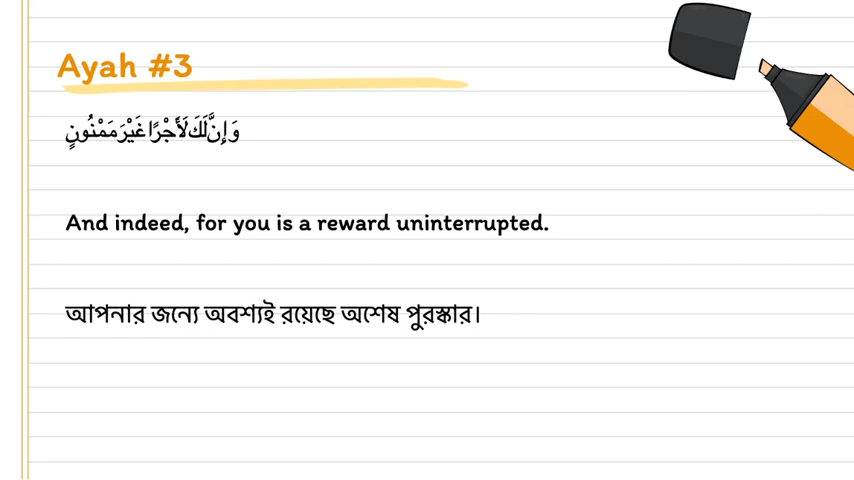 Ayah #3
وَإِنَّ لَكَ لَأَجْرًا غَيْرَ مَمْنُونٍ
And indeed, for you is a reward uninterrupted.
আপনার জন্যে অবশ্যই রয়েছে অশেষ পুরস্কার।